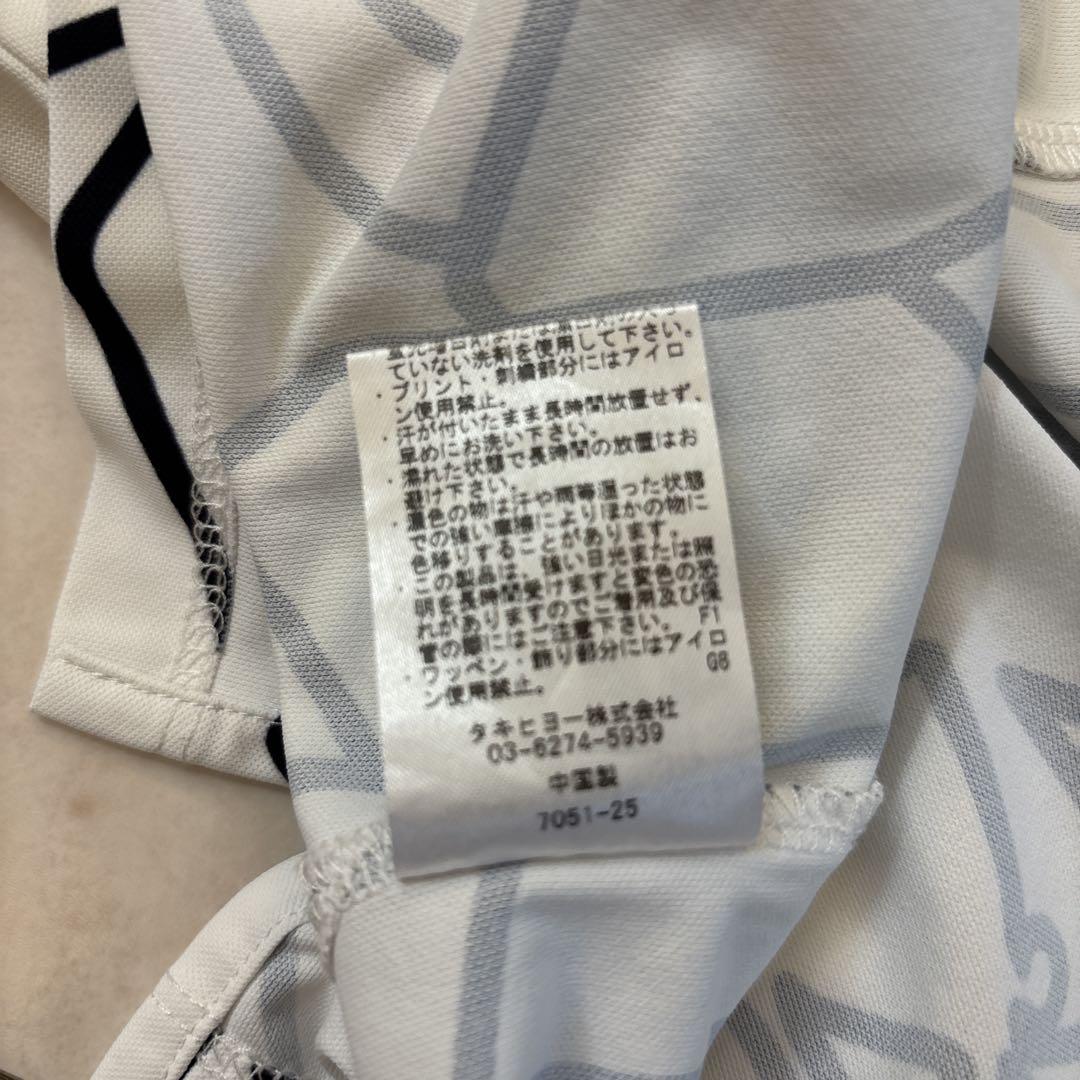 ていない洗剤を使用して下さい。
・プリント・刺繍部分にはアイロ
ン使用禁止。
・汗が付いたまま長時間放置せず、
早めにお洗い下さい。
・濡れた状態で長時間の放置はお
避け下さい。
・濃色の物は汗や雨等湿った状態
での強い摩擦によりほかの物に
色移りすることがあります。
この製品は、強い日光または照
明を長時間受けますと変色の恐
れがありますのでご着用及び保
管の際にはご注意下さい。 F1
・ワッペン・飾り部分にはアイロ
ン使用禁止。 G8
タキヒヨー株式会社
03-6274-5939
中国製
7051-25